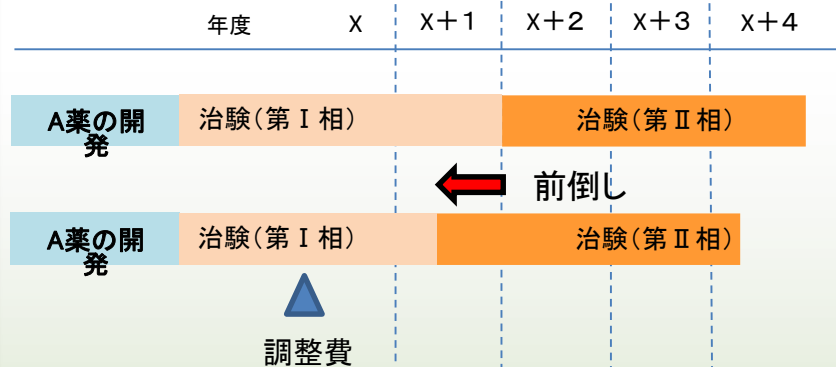 年度 X X+1 X+2 X+3 X+4
A薬の開
発
治験(第Ⅰ相) 治験(第Ⅱ相)
前倒し
A薬の開
発
治験(第Ⅰ相) 治験(第Ⅱ相)
調整費